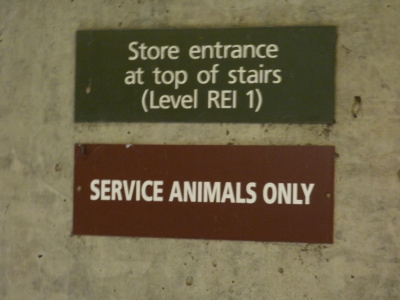 Store entrance
at top of stairs
(Level REI 1)
SERVICE ANIMALS ONLY